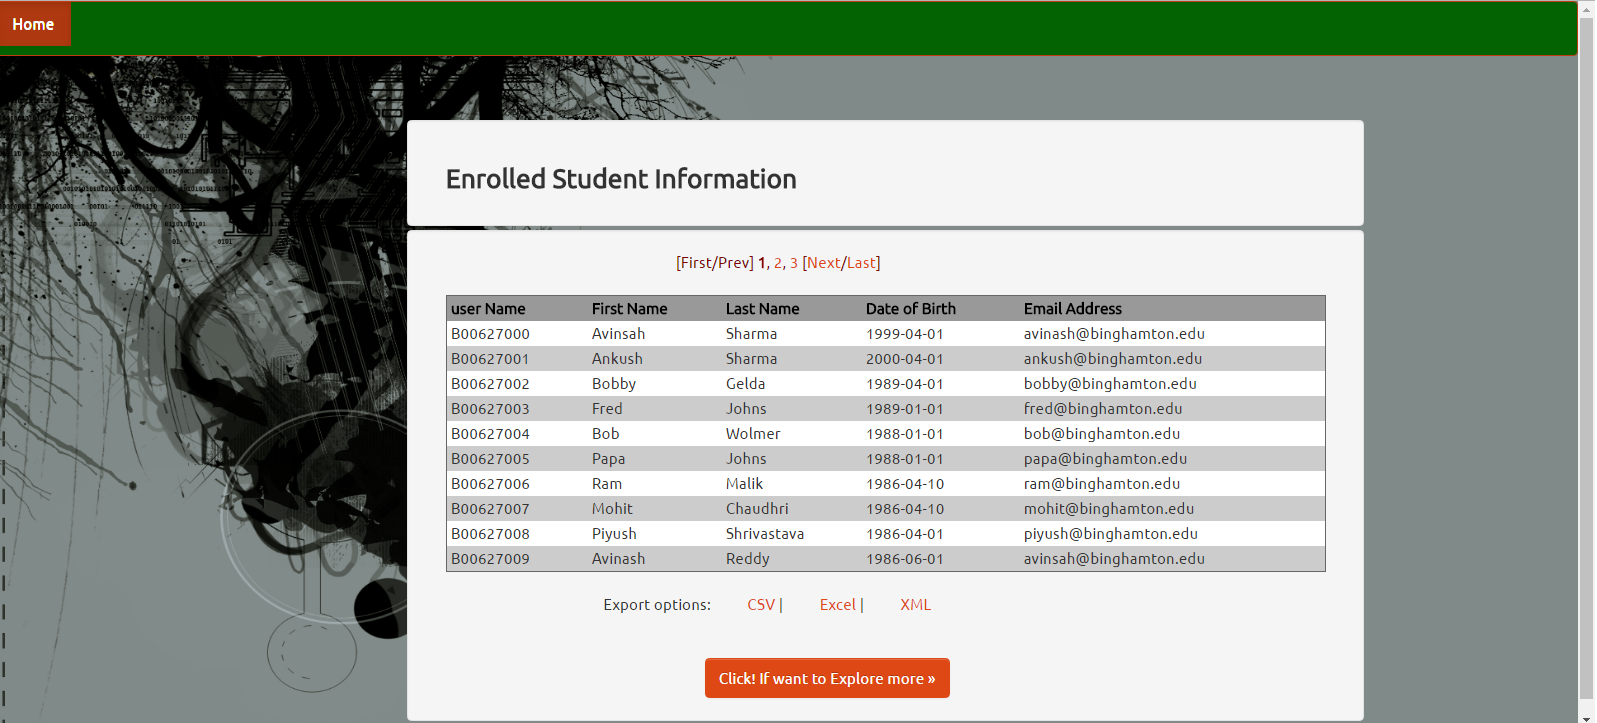 Home
Enrolled Student Information
[First/Prev] 1, 2, 3 [Next/Last]
user Name First Name Last Name Date of Birth Email Address
B00627000 Avinsah Sharma 1999-04-01 avinash@binghamton.edu
B00627001 Ankush Sharma 2000-04-01 ankush@binghamton.edu
B00627002 Bobby Gelda 1989-04-01 bobby@binghamton.edu
B00627003 Fred Johns 1989-01-01 fred@binghamton.edu
B00627004 Bob Wolmer 1988-01-01 bob@binghamton.edu
B00627005 Papa Johns 1988-01-01 papa@binghamton.edu
B00627006 Ram Malik 1986-04-10 ram@binghamton.edu
B00627007 Mohit Chaudhri 1986-04-10 mohit@binghamton.edu
B00627008 Piyush Shrivastava 1986-04-01 piyush@binghamton.edu
B00627009 Avinash Reddy 1986-06-01 avinsah@binghamton.edu
Export options: CSV | Excel | XML
Click! If want to Explore more »